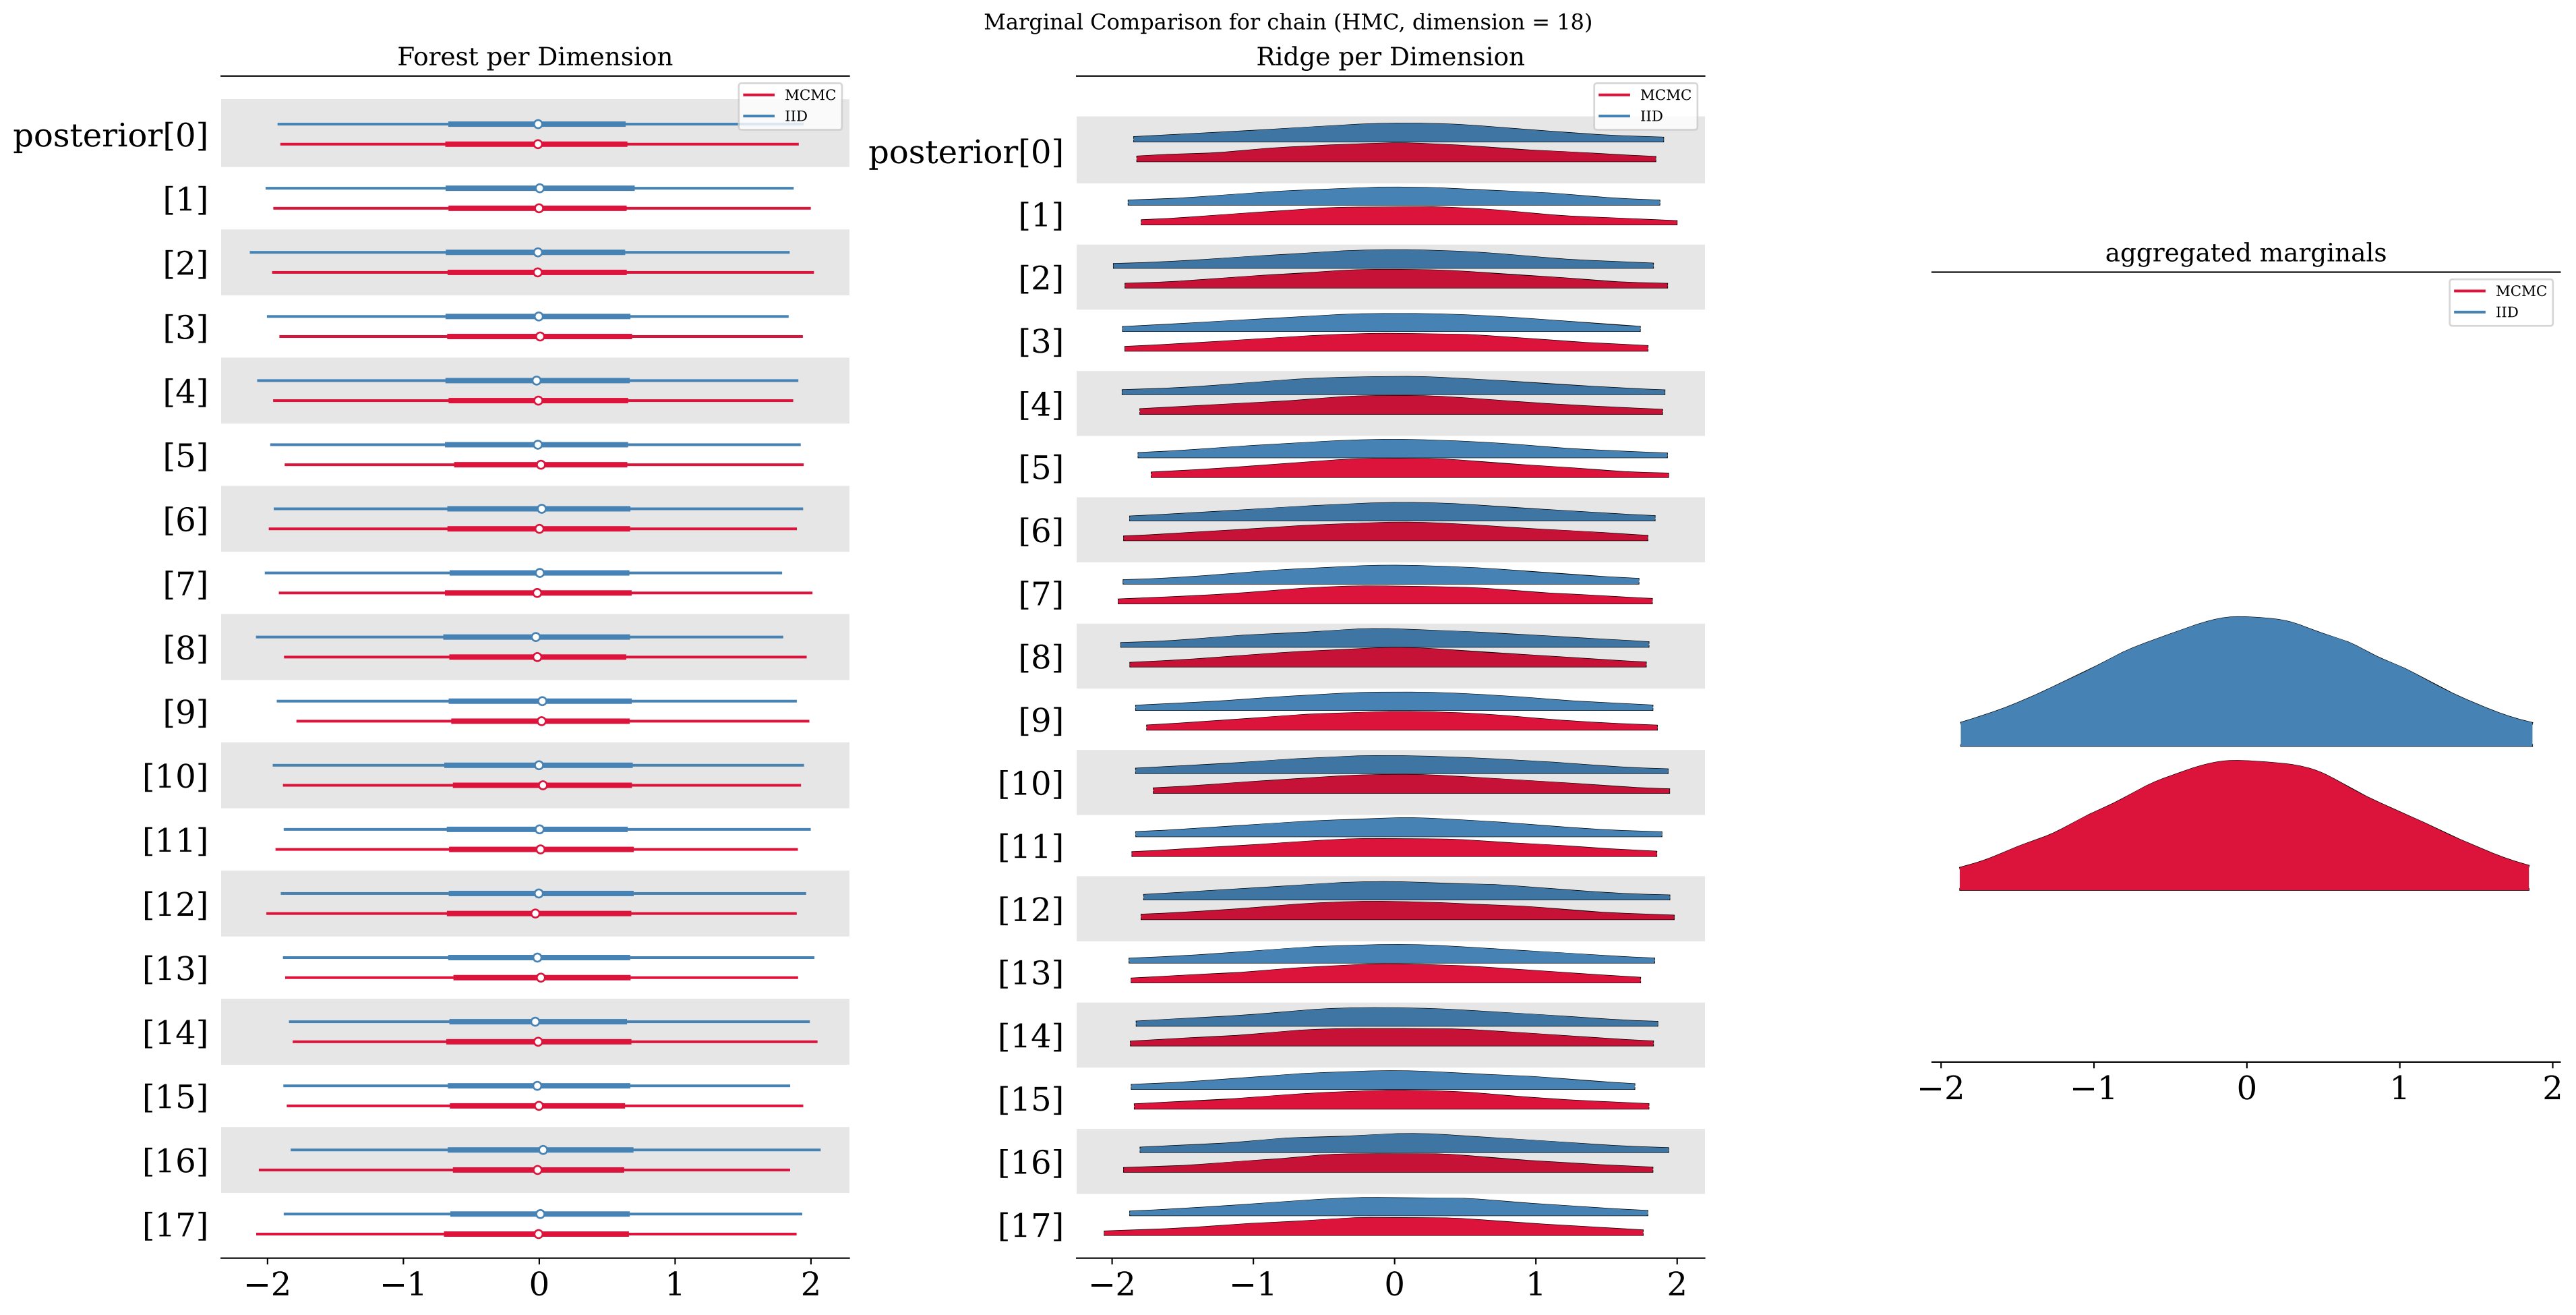 Marginal Comparison for chain (HMC, dimension = 18)
Forest per Dimension
MCMC
IID
posterior[0]
[1]
[2]
[3]
[4]
[5]
[6]
[7]
[8]
[9]
[10]
[11]
[12]
[13]
[14]
[15]
[16]
[17]
−2 −1 0 1 2
Ridge per Dimension
MCMC
IID
posterior[0]
[1]
[2]
[3]
[4]
[5]
[6]
[7]
[8]
[9]
[10]
[11]
[12]
[13]
[14]
[15]
[16]
[17]
−2 −1 0 1 2
aggregated marginals
MCMC
IID
−2 −1 0 1 2